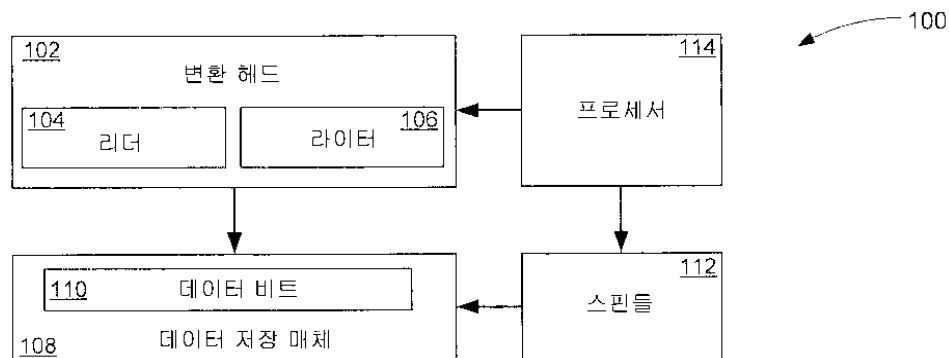 100
102
변환 헤드
104
리더
106
라이터
114
프로세서
110
데이터 비트
데이터 저장 매체
108
112
스핀들